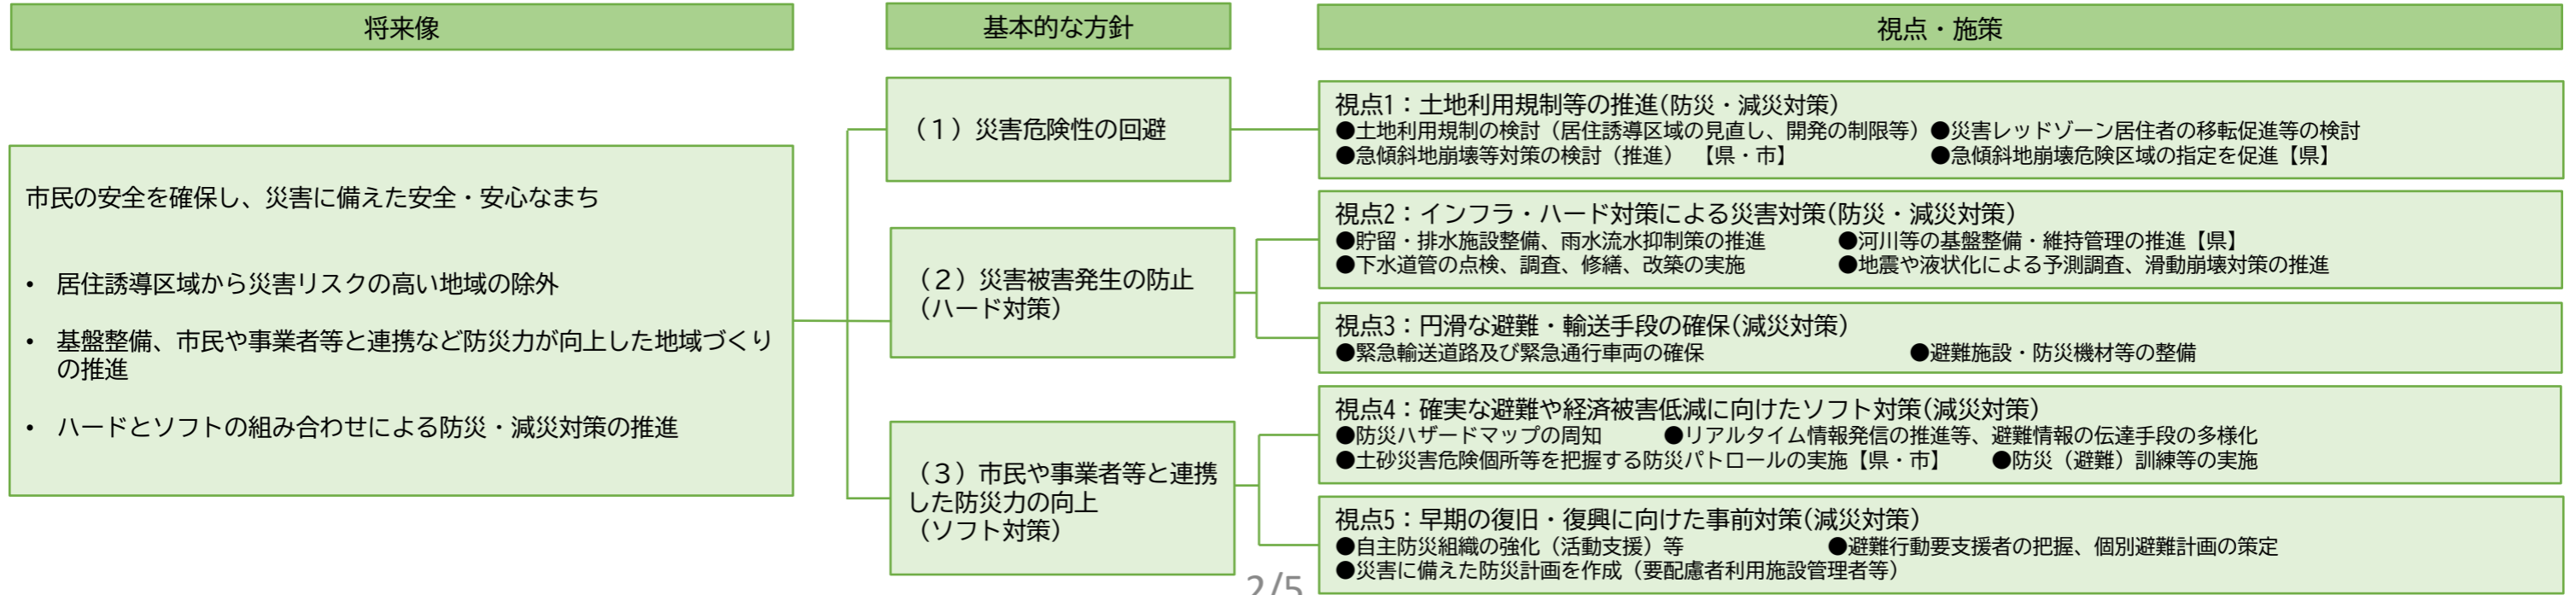 将来像
基本的な方針
視点・施策
市民の安全を確保し、災害に備えた安全・安心なまち
• 居住誘導区域から災害リスクの高い地域の除外
• 基盤整備、市民や事業者等と連携など防災力が向上した地域づくり
の推進
• ハードとソフトの組み合わせによる防災・減災対策の推進
（１）災害危険性の回避
（２）災害被害発生の防止
（ハード対策）
（３）市民や事業者等と連携
した防災力の向上
（ソフト対策）
視点1：土地利用規制等の推進(防災・減災対策)
●土地利用規制の検討（居住誘導区域の見直し、開発の制限等）●災害レッドゾーン居住者の移転促進等の検討
●急傾斜地崩壊等対策の検討（推進）　【県・市】　●急傾斜地崩壊危険区域の指定を促進【県】
視点2：インフラ・ハード対策による災害対策(防災・減災対策)
●貯留・排水施設整備、雨水流水抑制策の推進　●河川等の基盤整備・維持管理の推進【県】
●下水道管の点検、調査、修繕、改築の実施　●地震や液状化による予測調査、滑動崩壊対策の推進
視点3：円滑な避難・輸送手段の確保(減災対策)
●緊急輸送道路及び緊急通行車両の確保　●避難施設・防災機材等の整備
視点4：確実な避難や経済被害低減に向けたソフト対策(減災対策)
●防災ハザードマップの周知　●リアルタイム情報発信の推進等、避難情報の伝達手段の多様化
●土砂災害危険個所等を把握する防災パトロールの実施【県・市】　●防災（避難）訓練等の実施
視点5：早期の復旧・復興に向けた事前対策(減災対策)
●自主防災組織の強化（活動支援）等　●避難行動要支援者の把握、個別避難計画の策定
●災害に備えた防災計画を作成（要配慮者利用施設管理者等）
2/5